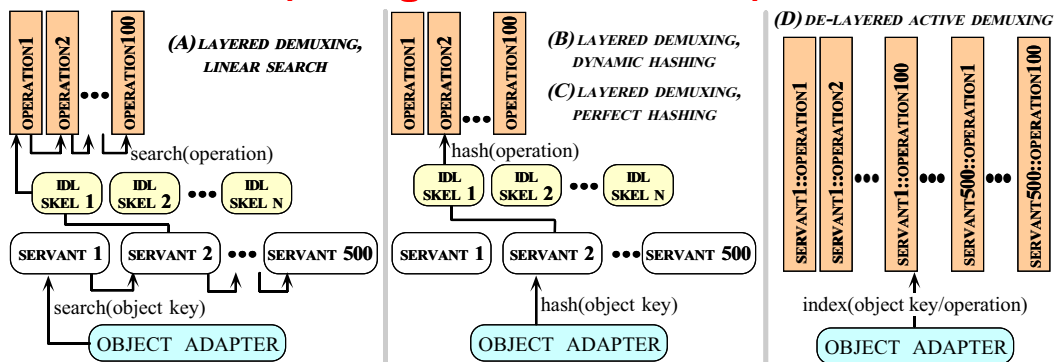 (A) LAYERED DEMUXING,
LINEAR SEARCH
OPERATION1
OPERATION2
•••
OPERATION100
search(operation)
IDL
SKEL 1
IDL
SKEL 2
•••
IDL
SKEL N
SERVANT 1
SERVANT 2
•••
SERVANT 500
search(object key)
OBJECT ADAPTER
(B) LAYERED DEMUXING,
DYNAMIC HASHING
(C) LAYERED DEMUXING,
PERFECT HASHING
OPERATION1
OPERATION2
•••
OPERATION100
hash(operation)
IDL
SKEL 1
IDL
SKEL 2
•••
IDL
SKEL N
SERVANT 1
SERVANT 2
•••
SERVANT 500
hash(object key)
OBJECT ADAPTER
(D) DE-LAYERED ACTIVE DEMUXING
SERVANT1::OPERATION1
SERVANT1::OPERATION2
•••
SERVANT1::OPERATION100
•••
SERVANT500::OPERATION1
•••
SERVANT500::OPERATION100
index(object key/operation)
OBJECT ADAPTER